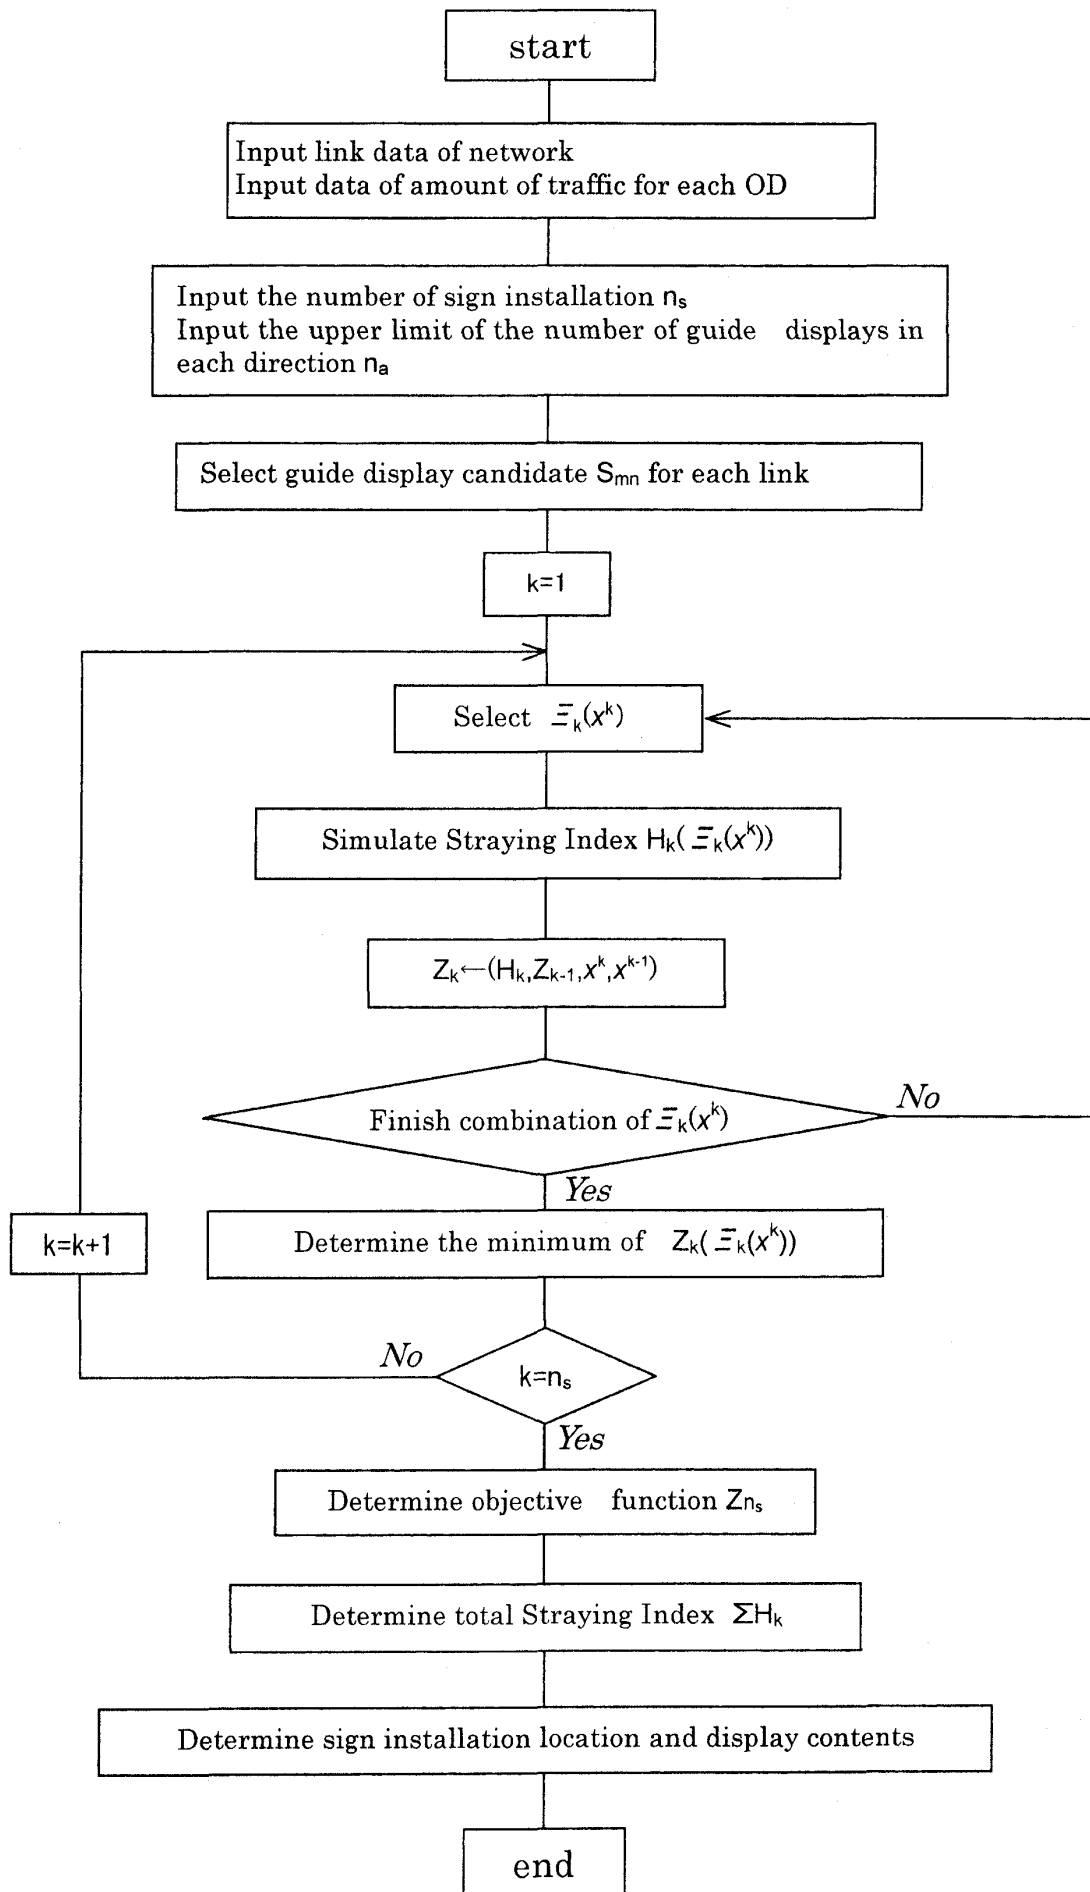 start
Input link data of network
Input data of amount of traffic for each OD
Input the number of sign installation nₛ
Input the upper limit of the number of guide displays in
each direction nₐ
Select guide display candidate Sₘₙ for each link
k=1
Select Ξₖ(xᵏ)
Simulate Straying Index Hₖ(Ξₖ(xᵏ))
Zₖ←(Hₖ,Zₖ₋₁,xᵏ,xᵏ⁻¹)
Finish combination of Ξₖ(xᵏ)
No
Yes
k=k+1
Determine the minimum of Zₖ(Ξₖ(xᵏ))
No
k=nₛ
Yes
Determine objective function Znₛ
Determine total Straying Index ΣHₖ
Determine sign installation location and display contents
end